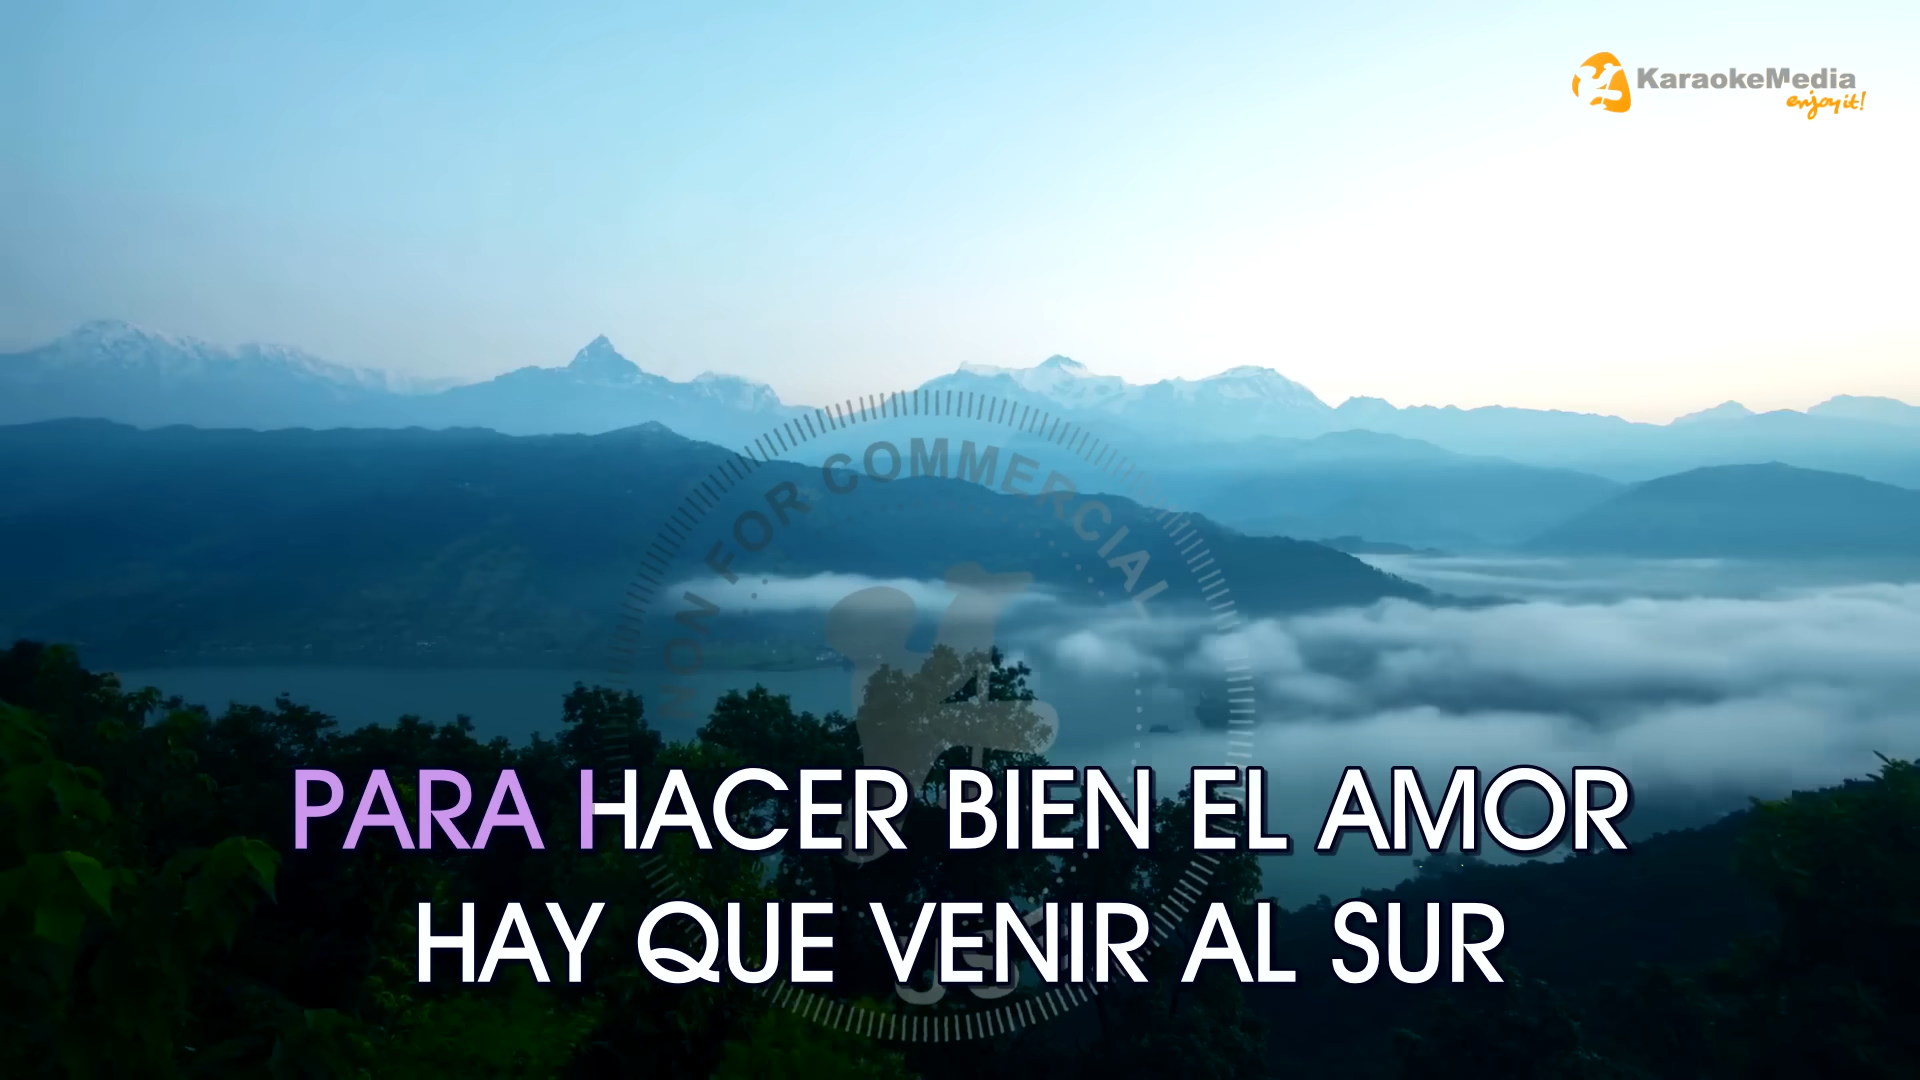 KaraokeMedia
enjoy it!
NON FOR COMMERCIAL
PARA HACER BIEN EL AMOR
HAY QUE VENIR AL SUR